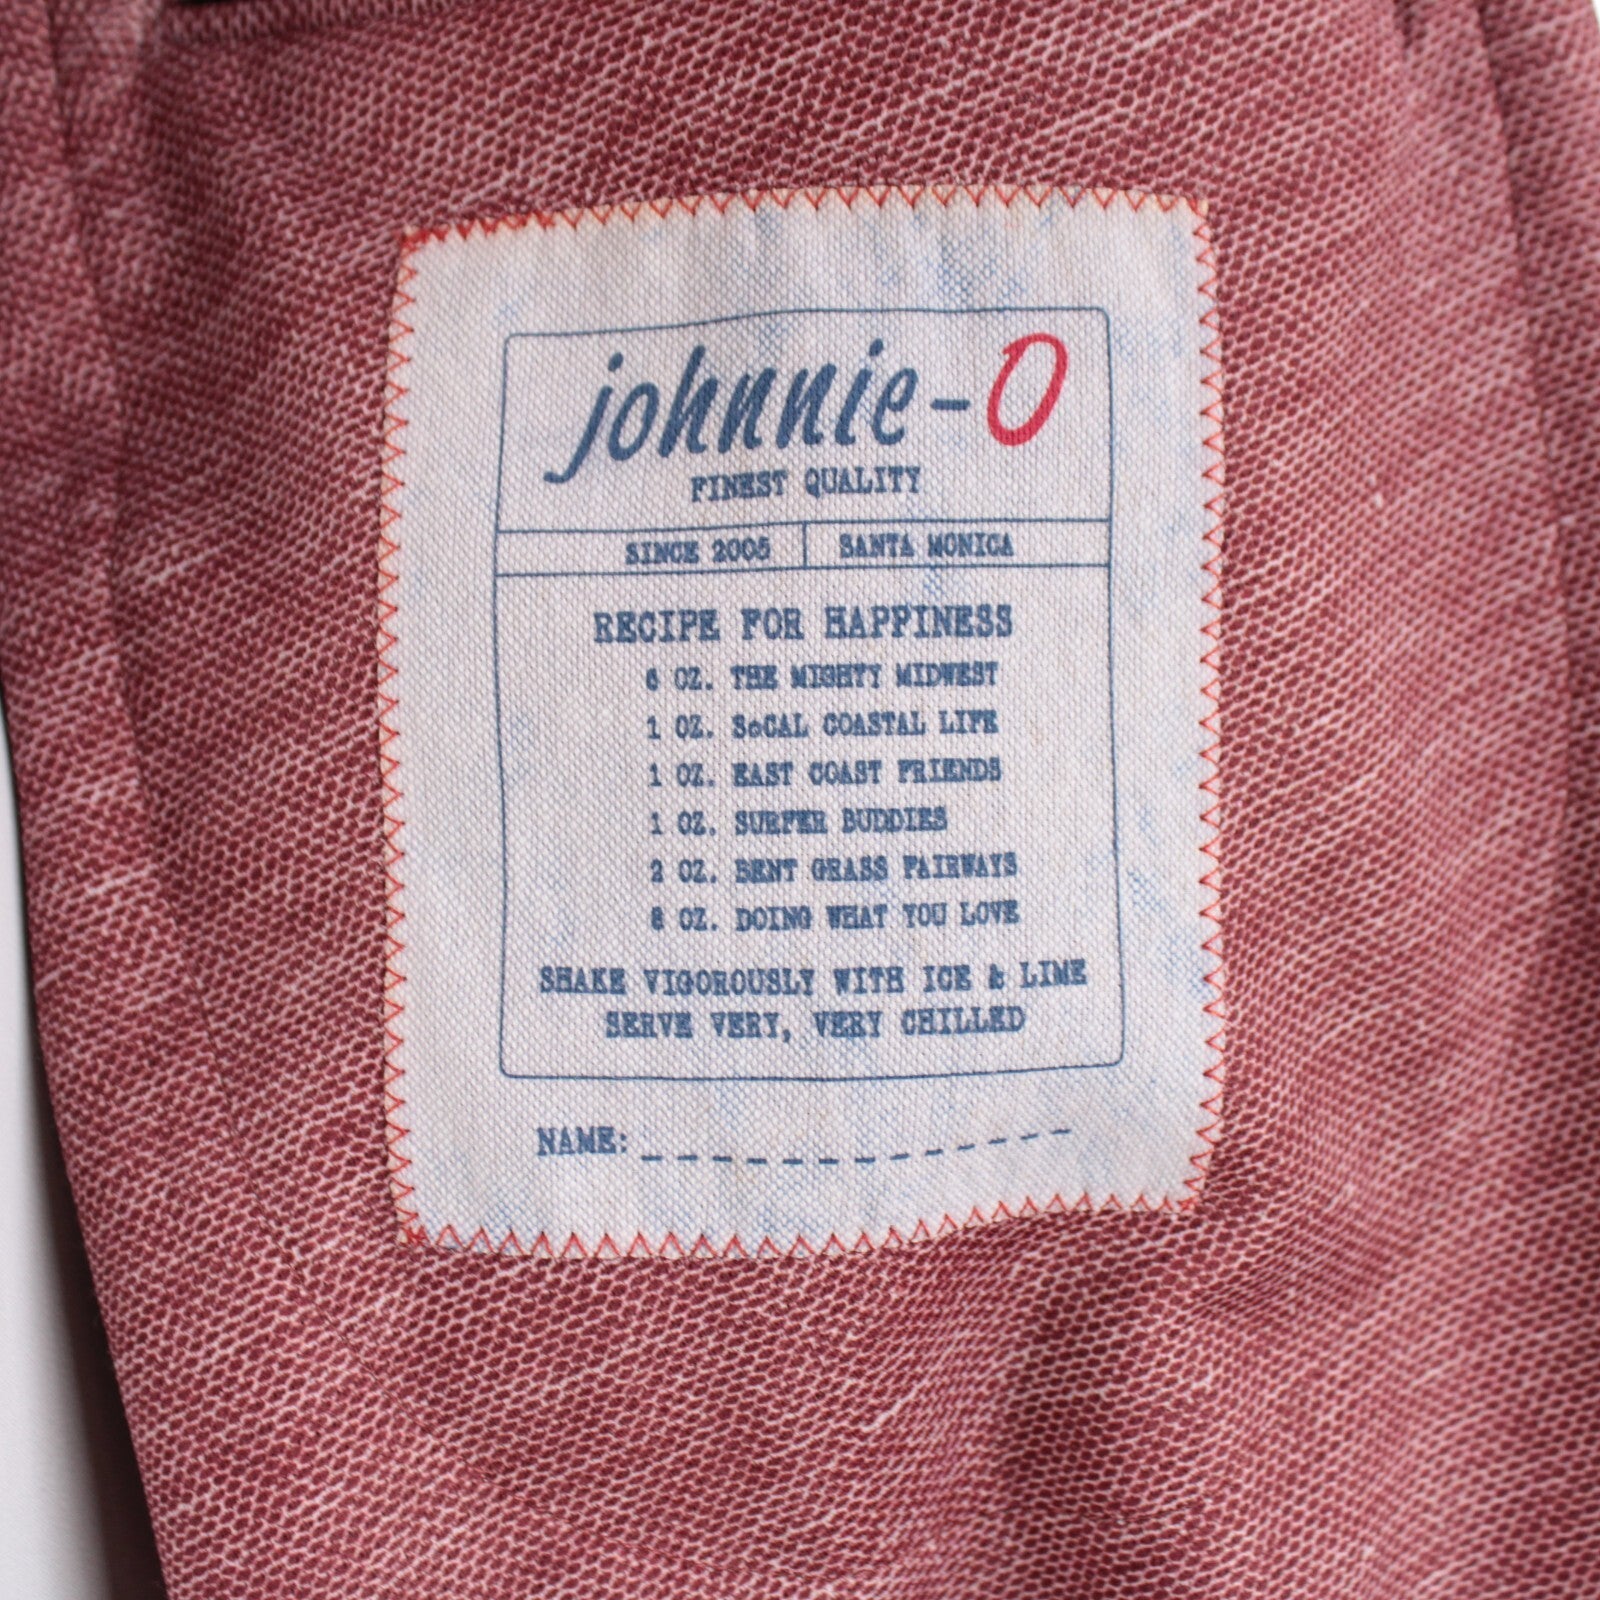 johnnie-O
FINEST QUALITY
SINCE 2005 | SANTA MONICA
RECIPE FOR HAPPINESS
6 OZ. THE MIGHTY MIDWEST
1 OZ. SoCAL COASTAL LIFE
1 OZ. EAST COAST FRIENDS
1 OZ. SURFER BUDDIES
2 OZ. BENT GRASS FAIRWAYS
8 OZ. DOING WHAT YOU LOVE
SHAKE VIGOROUSLY WITH ICE & LIME
SERVE VERY, VERY CHILLED
NAME: _ _ _ _ _ _ _ _ _ _ _ _ _